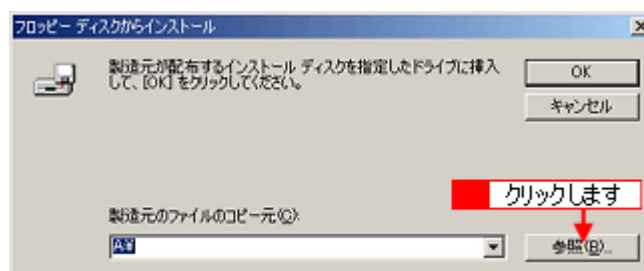 フロッピー ディスクからインストール
製造元が配布するインストール ディスクを指定したドライブに挿入
して、[OK] をクリックしてください。
OK
キャンセル
クリックします
製造元のファイルのコピー元(C):
A:¥
参照(B)...